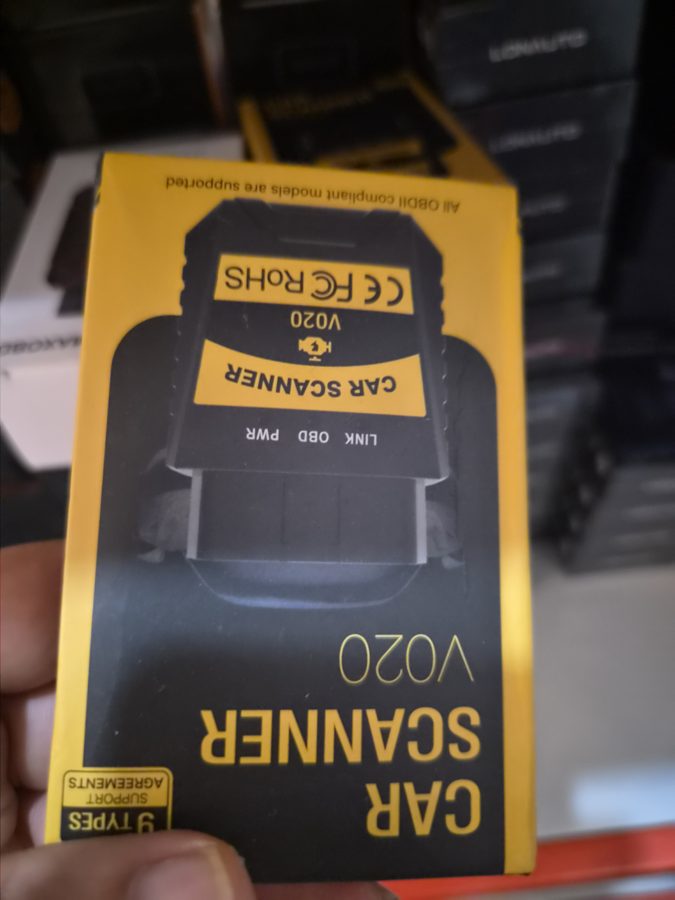 CAR
SCANNER
V020
9 TYPES
SUPPORT
AGREEMENTS
LINK OBD PWR
CAR SCANNER
V020
CE FC RoHS
All OBDII compliant models are supported